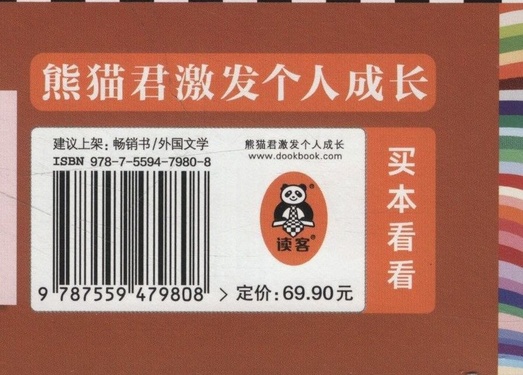 熊猫君激发个人成长
建议上架：畅销书/外国文学
ISBN 978-7-5594-7980-8
9 787559 479808 >
熊猫君激发个人成长
www.dookbook.com
读客®
定价：69.90元
买本看看